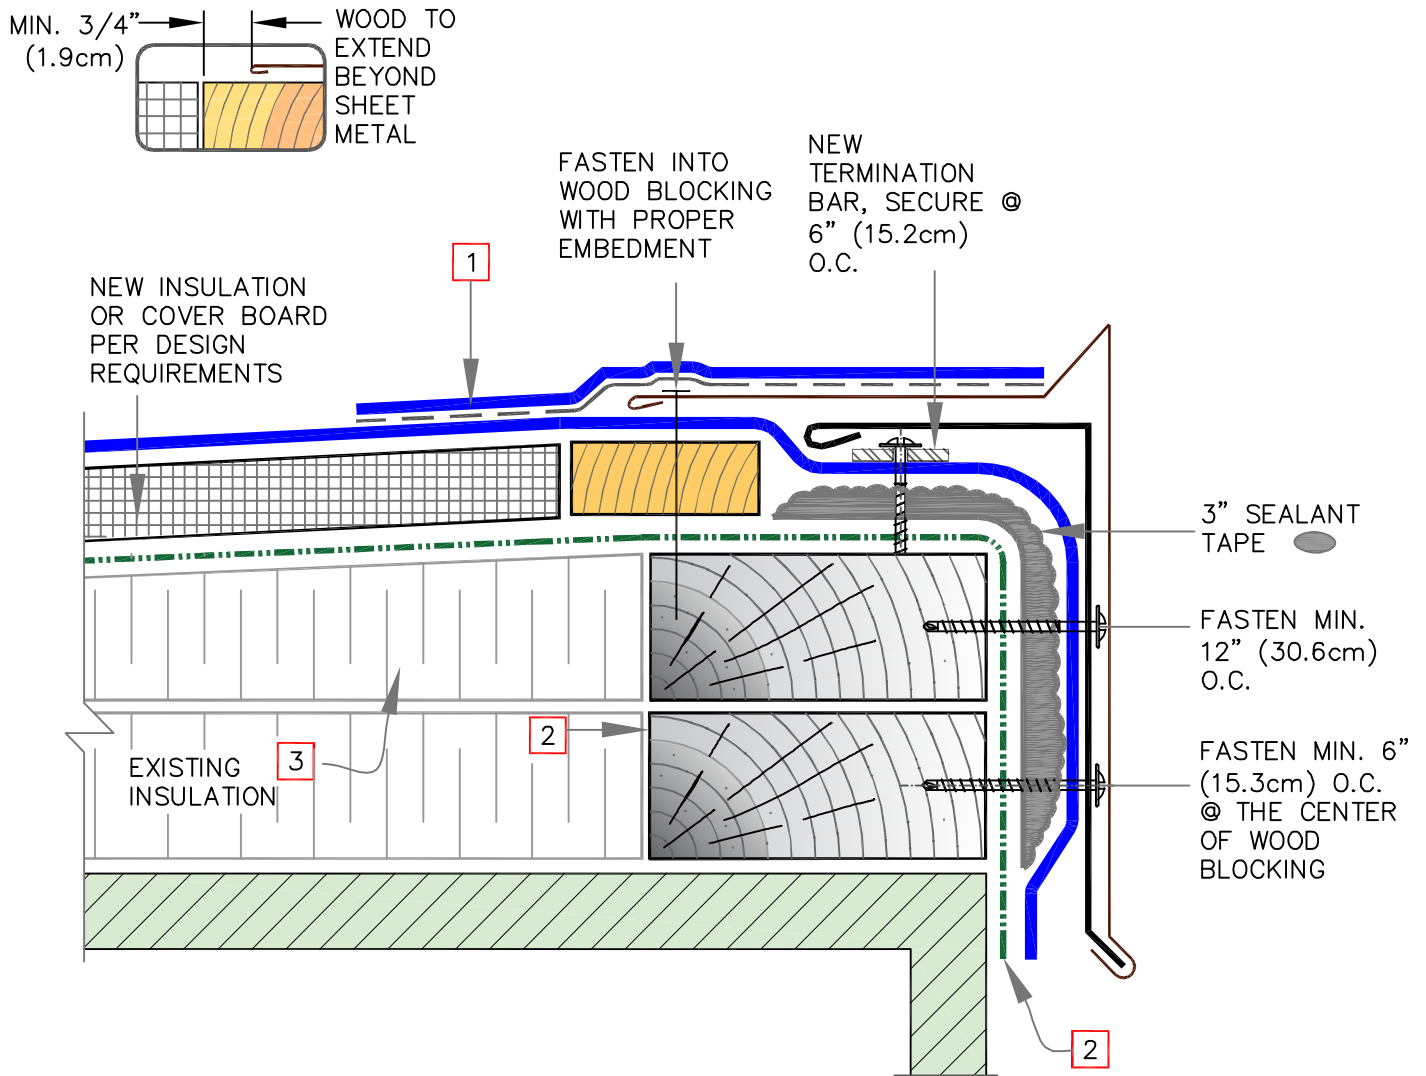 MIN. 3/4"
(1.9cm)
WOOD TO
EXTEND
BEYOND
SHEET
METAL
FASTEN INTO
WOOD BLOCKING
WITH PROPER
EMBEDMENT
NEW
TERMINATION
BAR, SECURE @
6" (15.2cm)
O.C.
1
NEW INSULATION
OR COVER BOARD
PER DESIGN
REQUIREMENTS
3" SEALANT
TAPE
FASTEN MIN.
12" (30.6cm)
O.C.
2
3
EXISTING
INSULATION
FASTEN MIN. 6"
(15.3cm) O.C.
@ THE CENTER
OF WOOD
BLOCKING
2